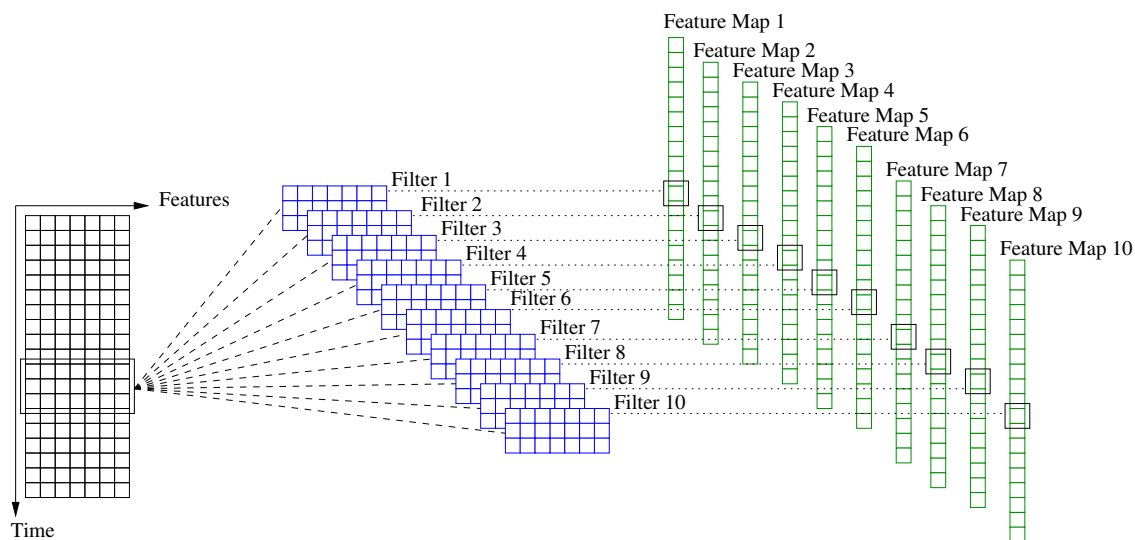 Feature Map 1
Feature Map 2
Feature Map 3
Feature Map 4
Feature Map 5
Feature Map 6
Feature Map 7
Feature Map 8
Feature Map 9
Feature Map 10
Features
Filter 1
Filter 2
Filter 3
Filter 4
Filter 5
Filter 6
Filter 7
Filter 8
Filter 9
Filter 10
Time